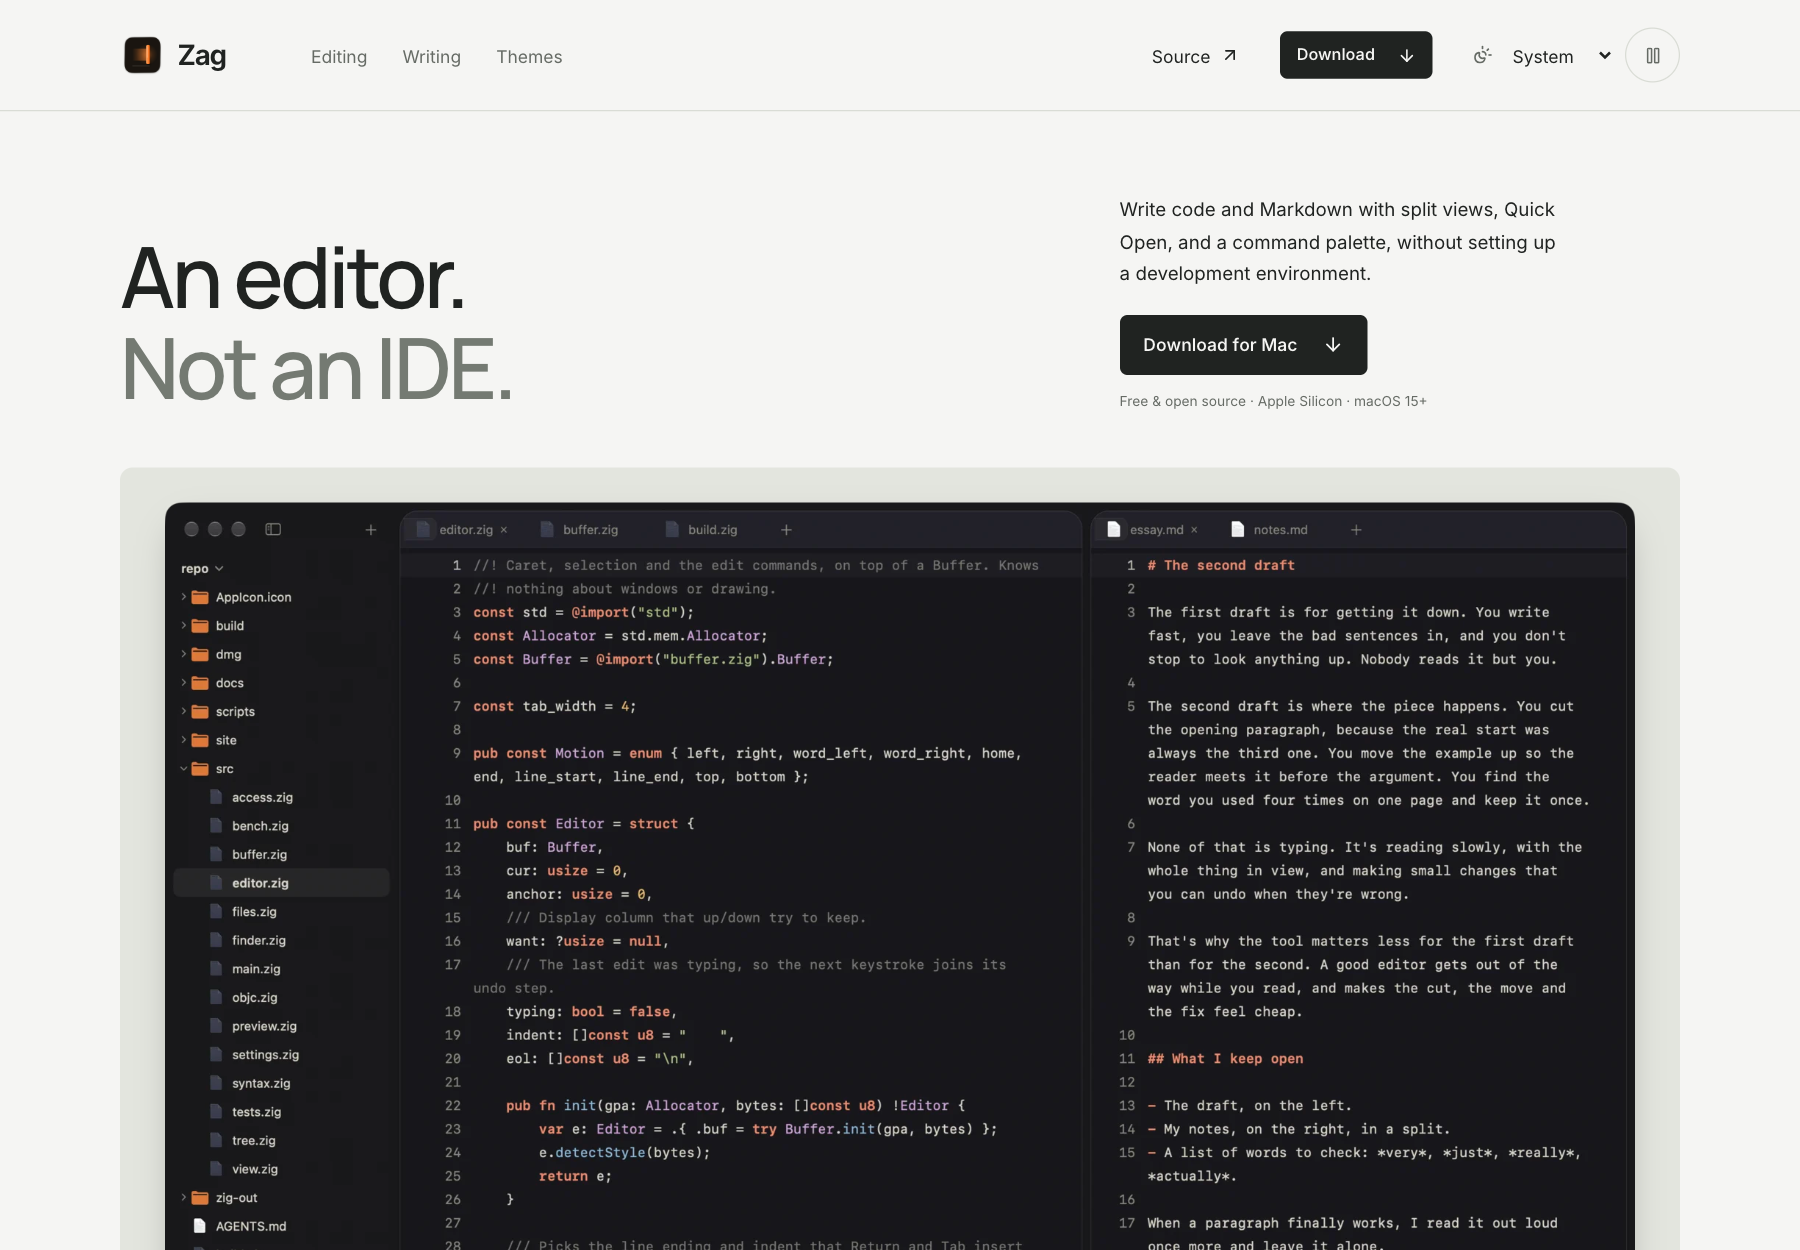 Zag
Editing
Writing
Themes
Source
Download
System
An editor.
Not an IDE.
Write code and Markdown with split views, Quick
Open, and a command palette, without setting up
a development environment.
Download for Mac
Free & open source · Apple Silicon · macOS 15+
repo
AppIcon.icon
build
dmg
docs
scripts
site
src
access.zig
bench.zig
buffer.zig
editor.zig
files.zig
finder.zig
main.zig
objc.zig
preview.zig
settings.zig
syntax.zig
tests.zig
tree.zig
view.zig
zig-out
AGENTS.md
editor.zig ×
buffer.zig
build.zig
+
1 //! Caret, selection and the edit commands, on top of a Buffer. Knows
2 //! nothing about windows or drawing.
3 const std = @import("std");
4 const Allocator = std.mem.Allocator;
5 const Buffer = @import("buffer.zig").Buffer;
6
7 const tab_width = 4;
8
9 pub const Motion = enum { left, right, word_left, word_right, home,
end, line_start, line_end, top, bottom };
10
11 pub const Editor = struct {
12     buf: Buffer,
13     cur: usize = 0,
14     anchor: usize = 0,
15     /// Display column that up/down try to keep.
16     want: ?usize = null,
17     /// The last edit was typing, so the next keystroke joins its
undo step.
18     typing: bool = false,
19     indent: []const u8 = "    ",
20     eol: []const u8 = "\n",
21
22     pub fn init(gpa: Allocator, bytes: []const u8) !Editor {
23         var e: Editor = .{ .buf = try Buffer.init(gpa, bytes) };
24         e.detectStyle(bytes);
25         return e;
26     }
27
28     /// Picks the line ending and indent that Return and Tab insert
essay.md ×
notes.md
+
1 # The second draft
2
3 The first draft is for getting it down. You write
fast, you leave the bad sentences in, and you don't
stop to look anything up. Nobody reads it but you.
4
5 The second draft is where the piece happens. You cut
the opening paragraph, because the real start was
always the third one. You move the example up so the
reader meets it before the argument. You find the
word you used four times on one page and keep it once.
6
7 None of that is typing. It's reading slowly, with the
whole thing in view, and making small changes that
you can undo when they're wrong.
8
9 That's why the tool matters less for the first draft
than for the second. A good editor gets out of the
way while you read, and makes the cut, the move and
the fix feel cheap.
10
11 ## What I keep open
12
13 - The draft, on the left.
14 - My notes, on the right, in a split.
15 - A list of words to check: *very*, *just*, *really*,
*actually*.
16
17 When a paragraph finally works, I read it out loud
once more and leave it alone.